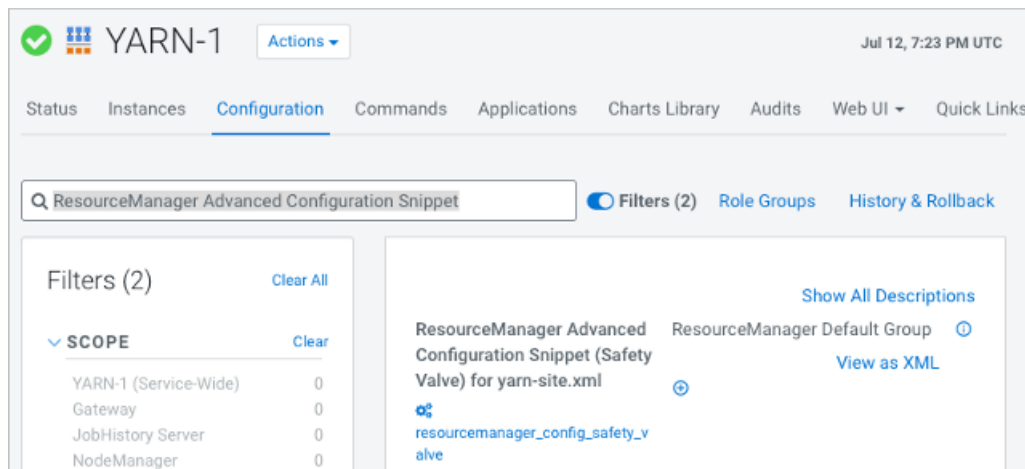 YARN-1 Actions
Jul 12, 7:23 PM UTC
Status Instances Configuration Commands Applications Charts Library Audits Web UI Quick Links
ResourceManager Advanced Configuration Snippet Filters (2) Role Groups History & Rollback
Filters (2) Clear All
SCOPE Clear
YARN-1 (Service-Wide) 0
Gateway 0
JobHistory Server 0
NodeManager 0
Show All Descriptions
ResourceManager Advanced
Configuration Snippet (Safety
Valve) for yarn-site.xml
resourcemanager_config_safety_v
alve
ResourceManager Default Group
View as XML